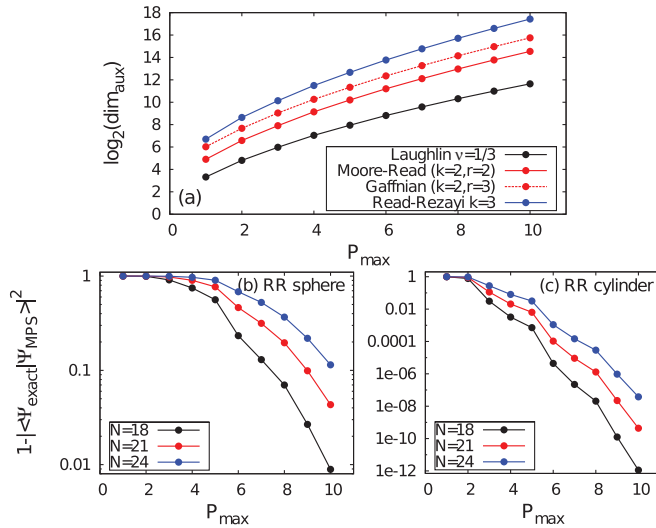 18
16
14
12
10
8
6
4
2
0
log2(dimaux)
(a)
Laughlin ν=1/3
Moore-Read (k=2,r=2)
Gaffnian (k=2,r=3)
Read-Rezayi k=3
0 2 4 6 8 10
Pmax
1
0.1
0.01
1-|<Ψexact|ΨMPS>|2
(b) RR sphere
N=18
N=21
N=24
0 2 4 6 8 10
Pmax
1
0.01
0.0001
1e-06
1e-08
1e-10
1e-12
(c) RR cylinder
N=18
N=21
N=24
0 2 4 6 8 10
Pmax